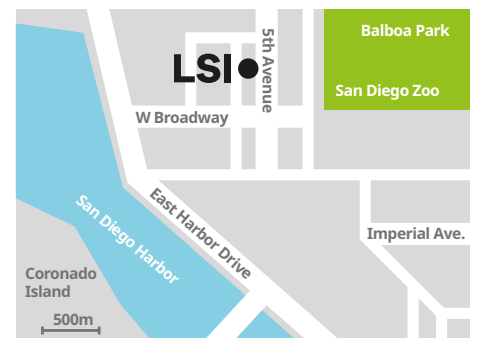 Balboa Park
5th Avenue
LSI
San Diego Zoo
W Broadway
East Harbor Drive
San Diego Harbor
Imperial Ave.
Coronado
Island
500m